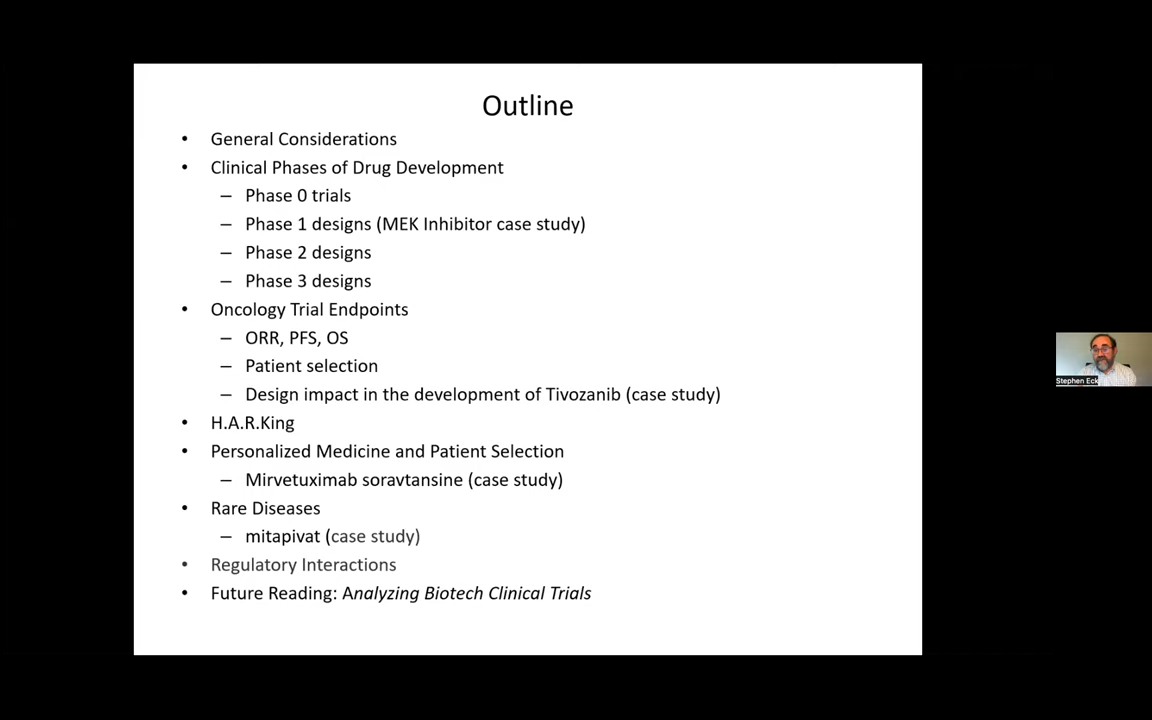 Outline
• General Considerations
• Clinical Phases of Drug Development
– Phase 0 trials
– Phase 1 designs (MEK Inhibitor case study)
– Phase 2 designs
– Phase 3 designs
• Oncology Trial Endpoints
– ORR, PFS, OS
– Patient selection
– Design impact in the development of Tivozanib (case study)
• H.A.R.King
• Personalized Medicine and Patient Selection
– Mirvetuximab soravtansine (case study)
• Rare Diseases
– mitapivat (case study)
• Regulatory Interactions
• Future Reading: Analyzing Biotech Clinical Trials
Stephen Eck